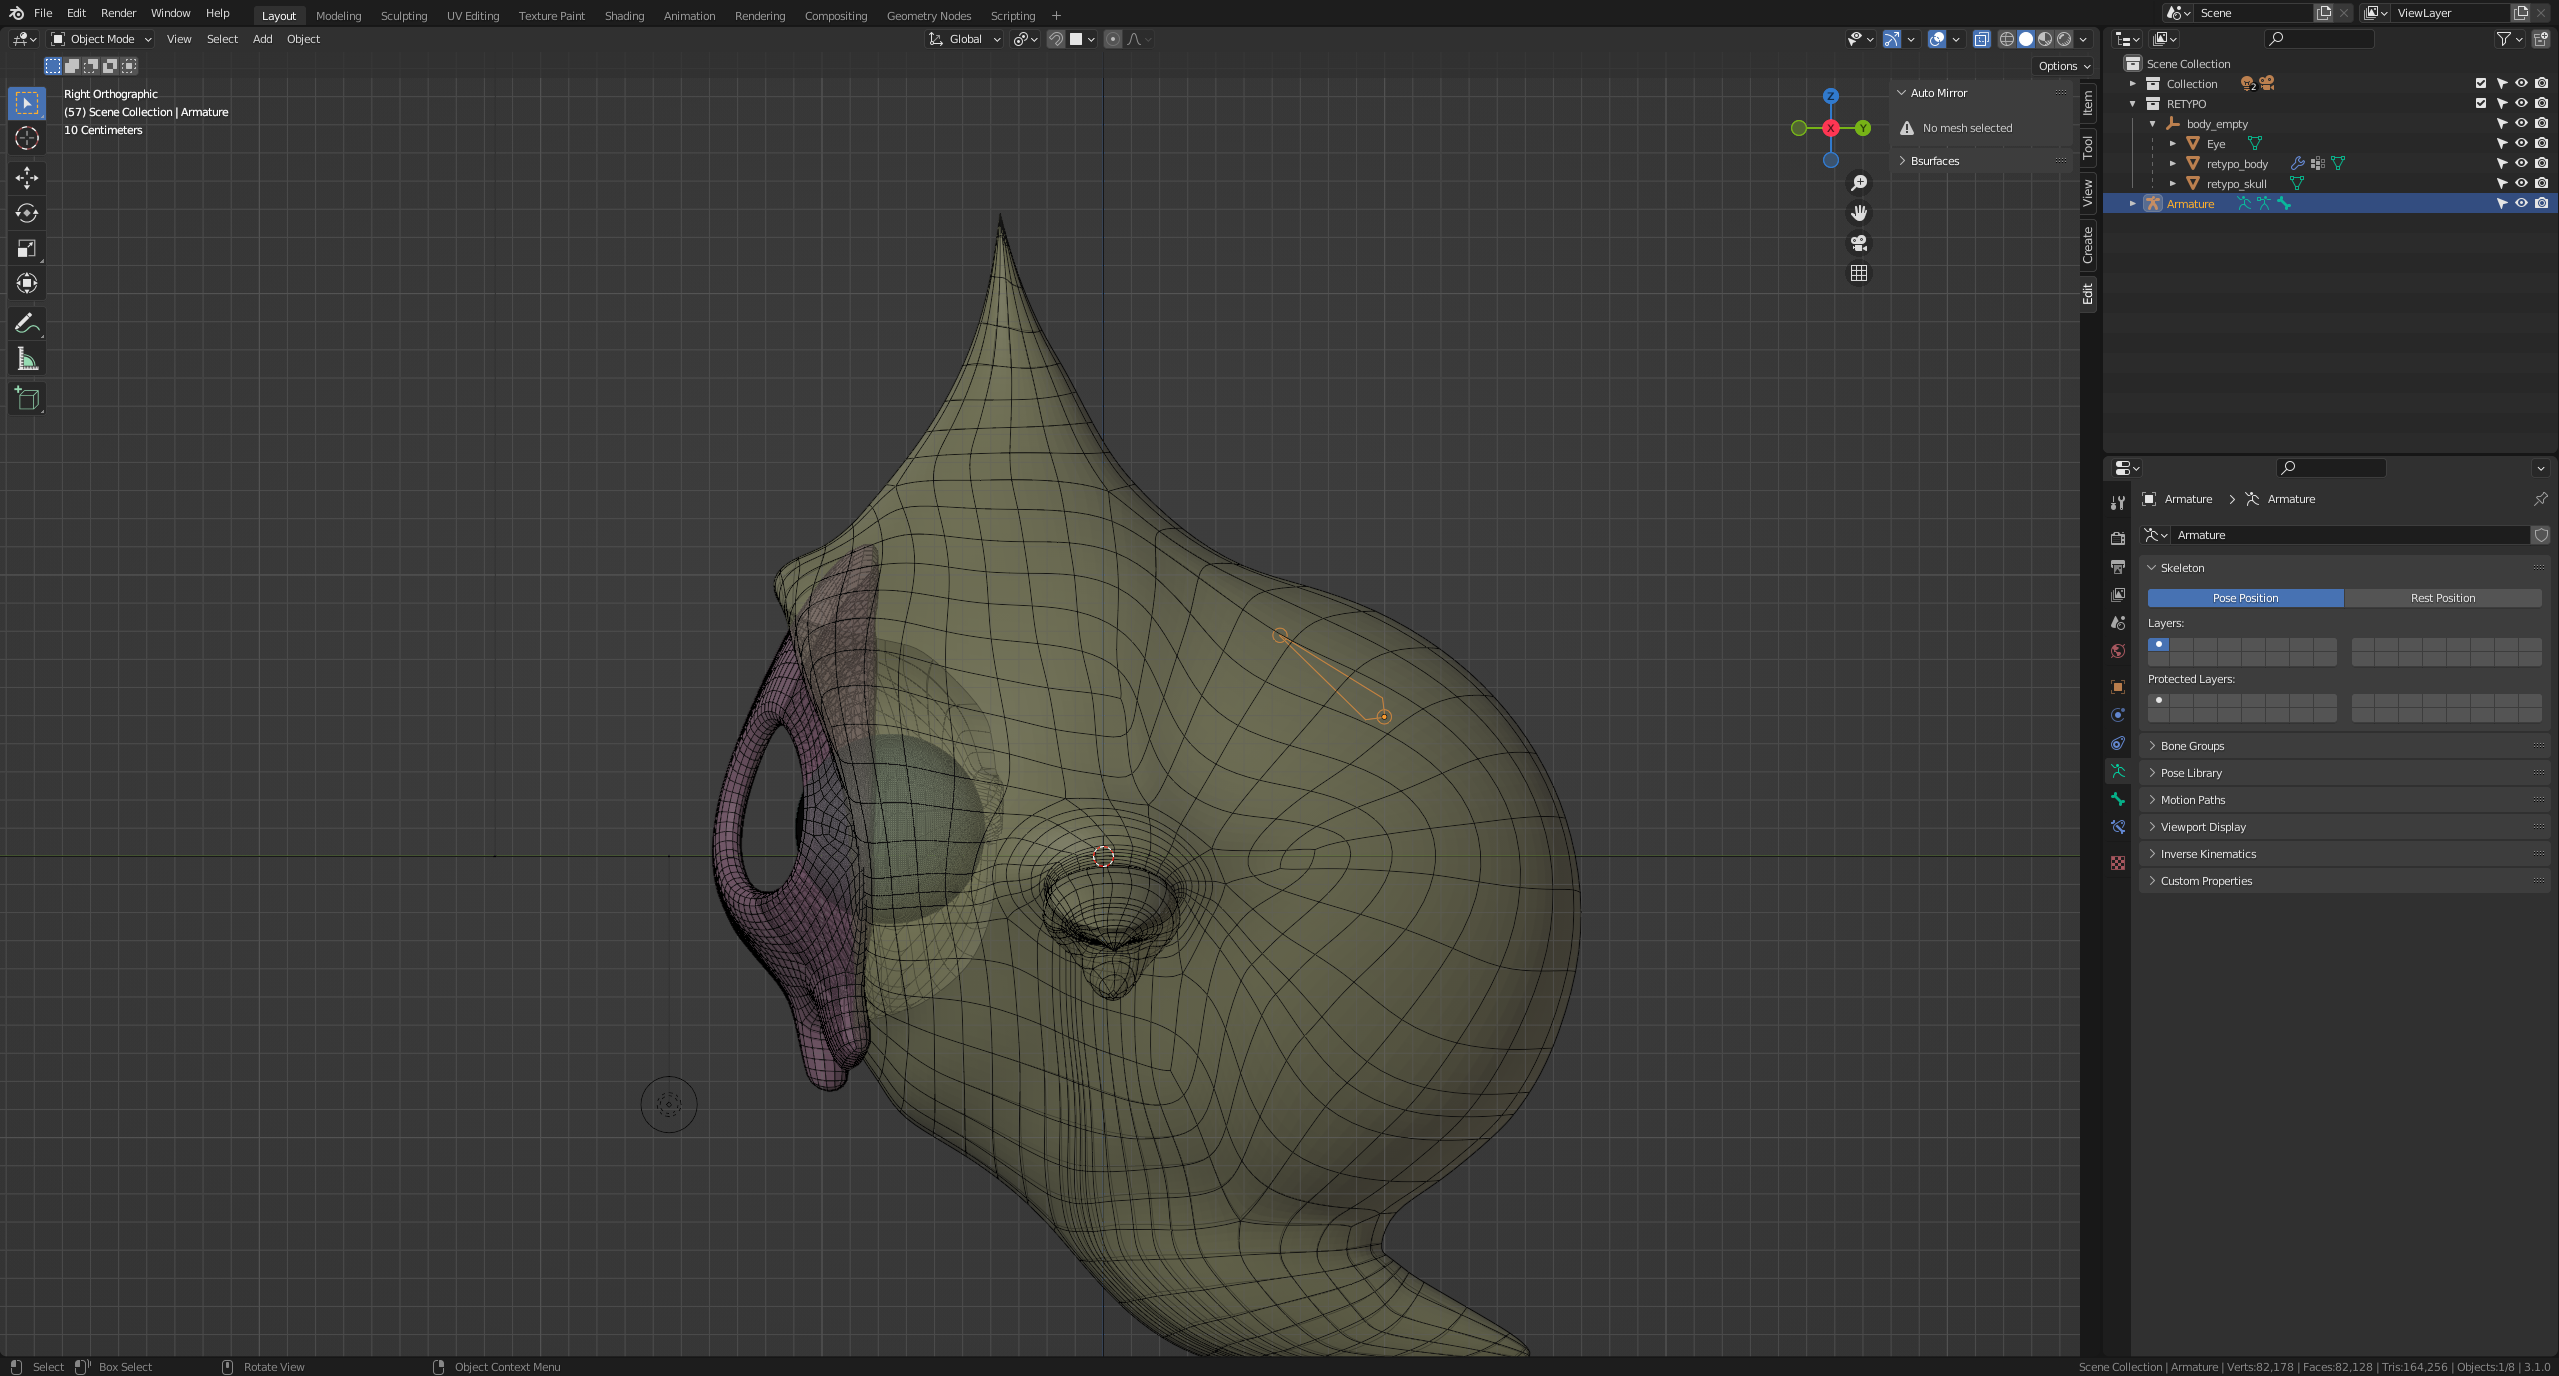 File Edit Render Window Help
Layout Modeling Sculpting UV Editing Texture Paint Shading Animation Rendering Compositing Geometry Nodes Scripting +
Scene
ViewLayer
Object Mode View Select Add Object
Global
Options
Right Orthographic
(57) Scene Collection | Armature
10 Centimeters
Z
X
Y
Auto Mirror
No mesh selected
Bsurfaces
Item
Tool
View
Create
Edit
Scene Collection
Collection 2
RETYPO
body_empty
Eye
retypo_body
retypo_skull
Armature
Armature > Armature
Armature
Skeleton
Pose Position Rest Position
Layers:
Protected Layers:
Bone Groups
Pose Library
Motion Paths
Viewport Display
Inverse Kinematics
Custom Properties
Select Box Select Rotate View Object Context Menu
Scene Collection | Armature | Verts:82,178 | Faces:82,128 | Tris:164,256 | Objects:1/8 | 3.1.0